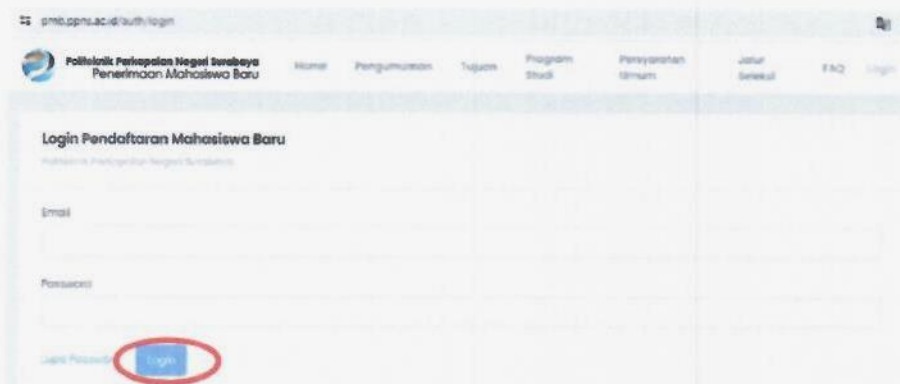 pmb.ppns.ac.id/auth/login
Politeknik Perkapalan Negeri Surabaya
Penerimaan Mahasiswa Baru
Home Pengumuman Tujuan Program Studi Persyaratan Umum Jalur Seleksi FAQ Login
Login Pendaftaran Mahasiswa Baru
Politeknik Perkapalan Negeri Surabaya
Email
Password
Lupa Password
Login